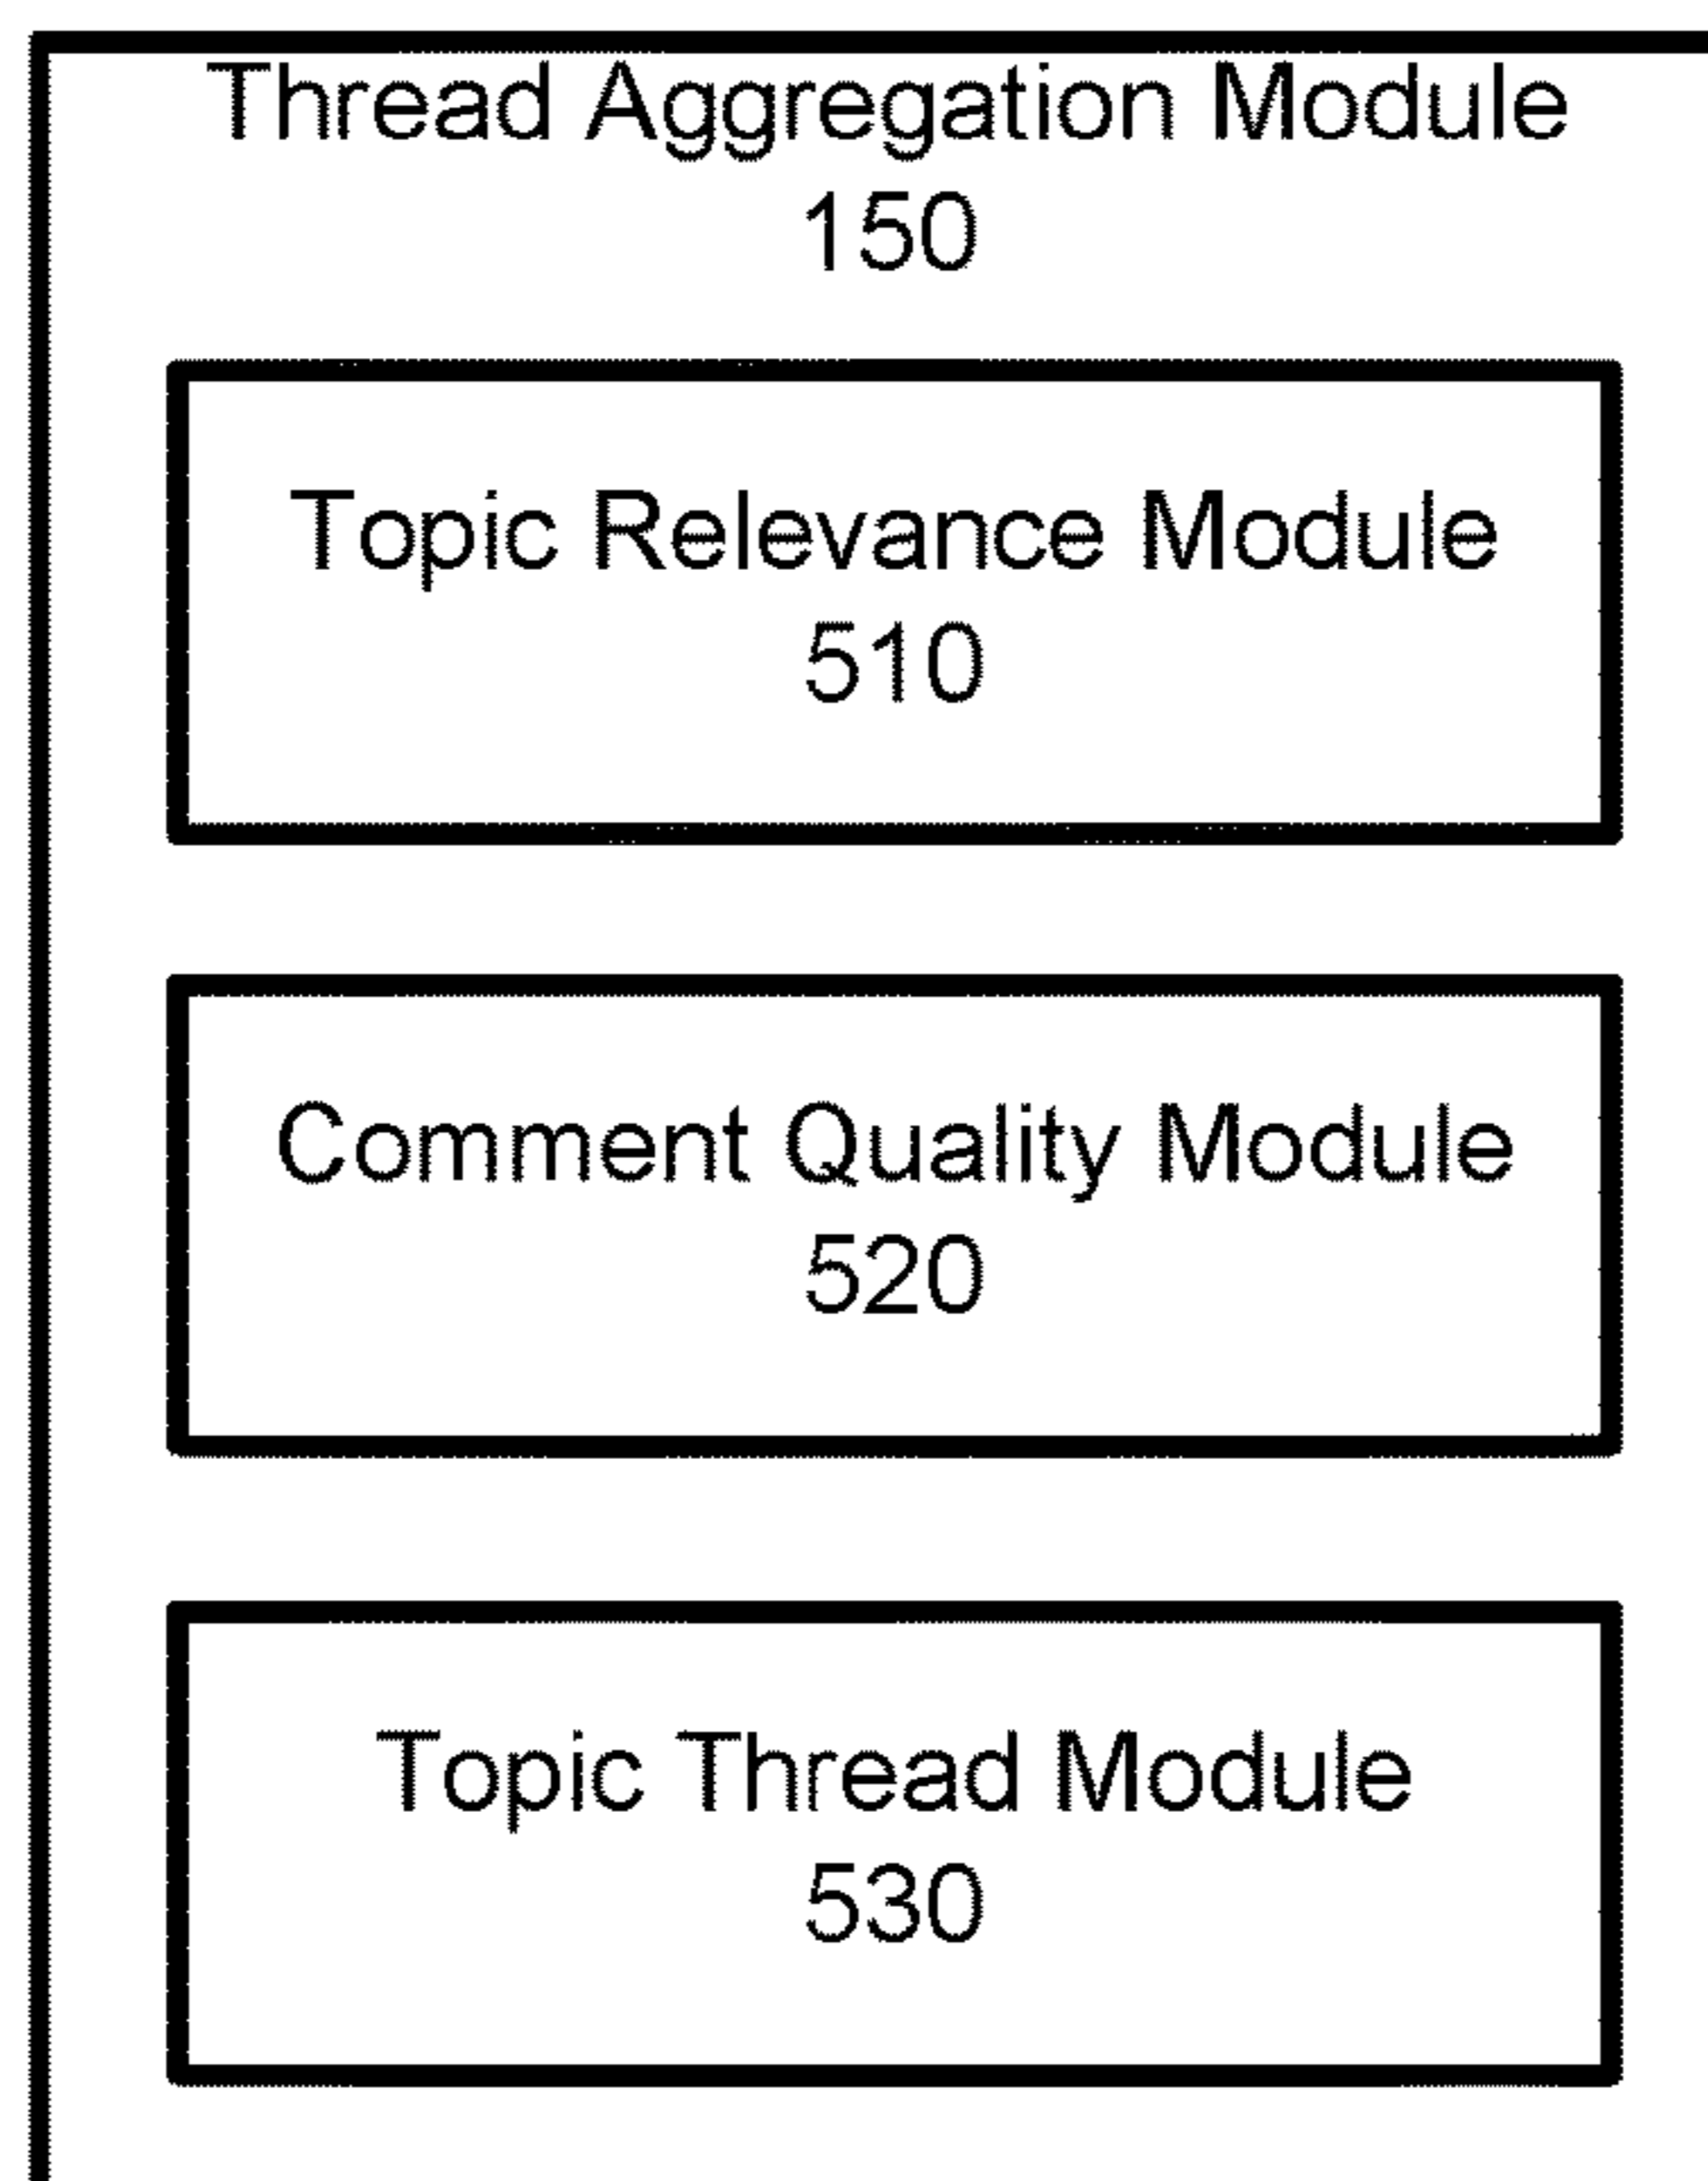 Thread Aggregation Module
150
Topic Relevance Module
510
Comment Quality Module
520
Topic Thread Module
530